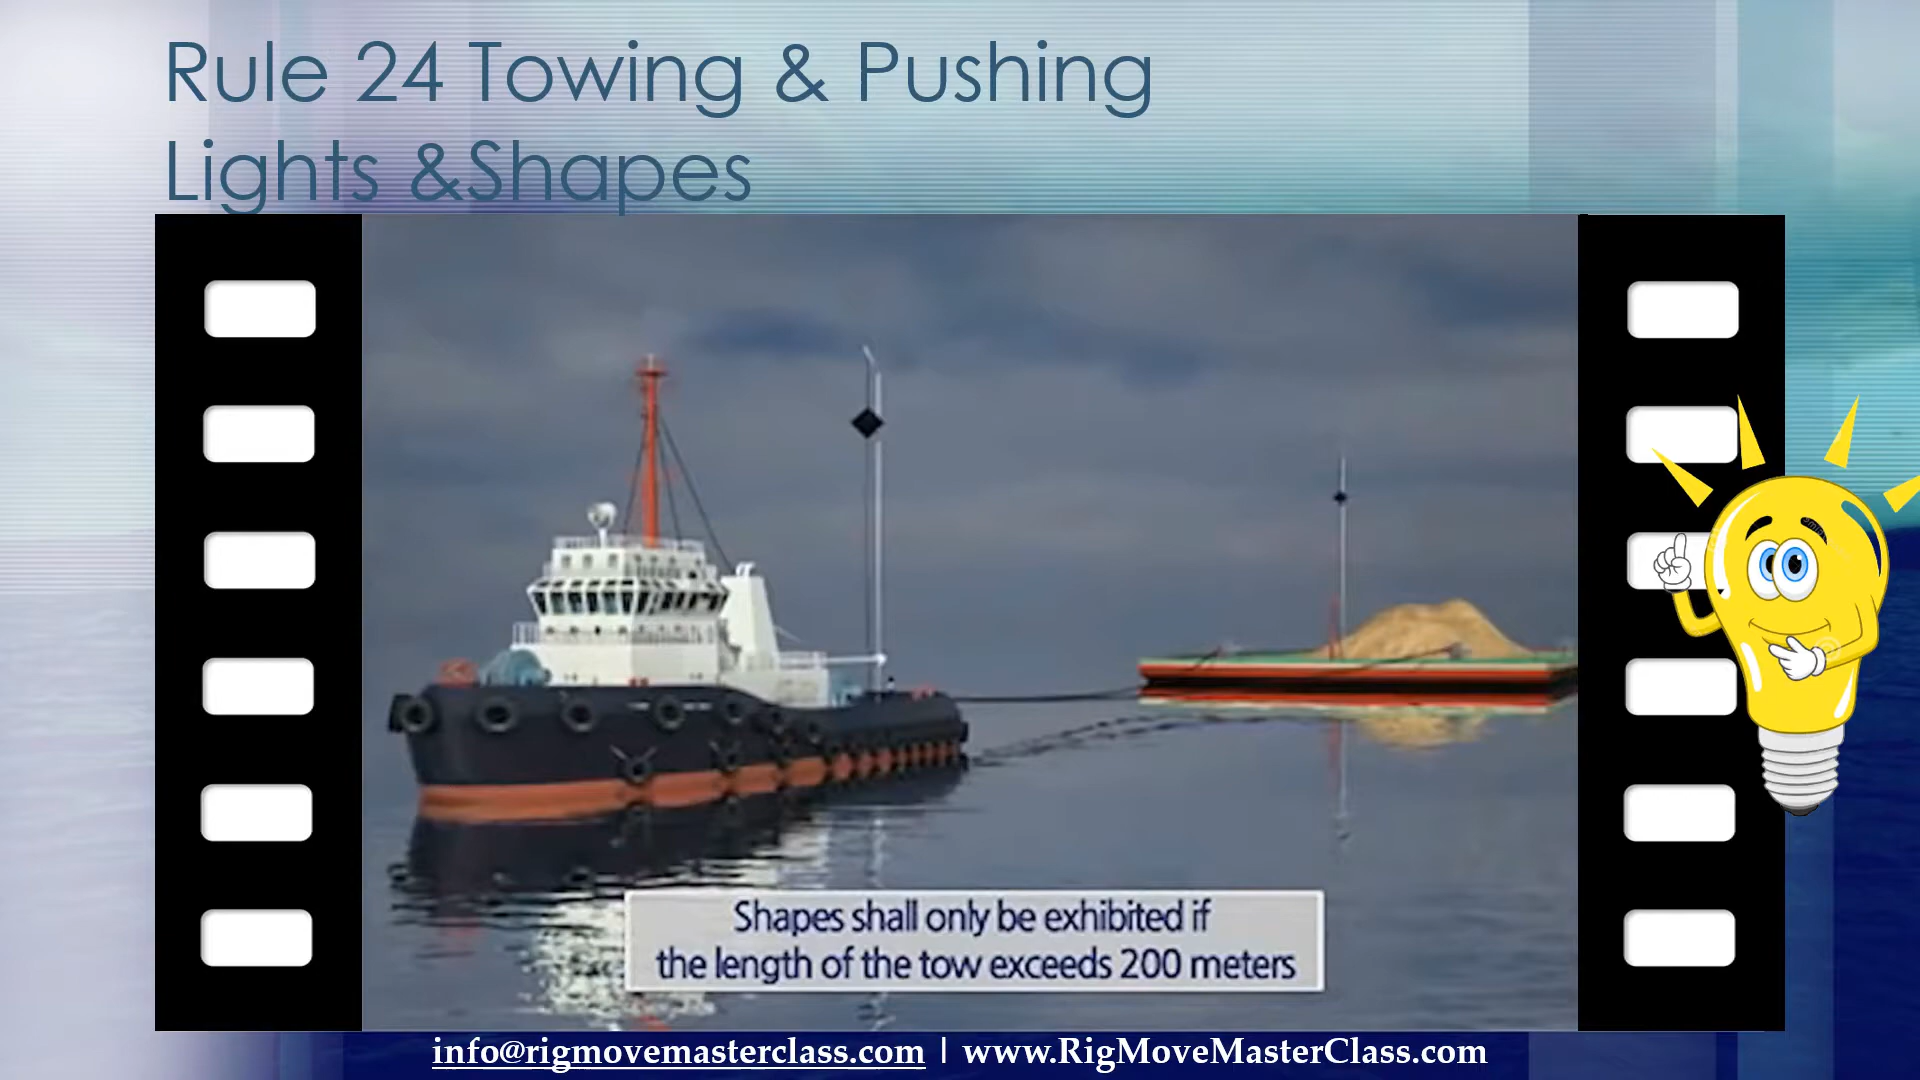 Rule 24 Towing & Pushing
Lights &Shapes
Shapes shall only be exhibited if
the length of the tow exceeds 200 meters
info@rigmovemasterclass.com | www.RigMoveMasterClass.com